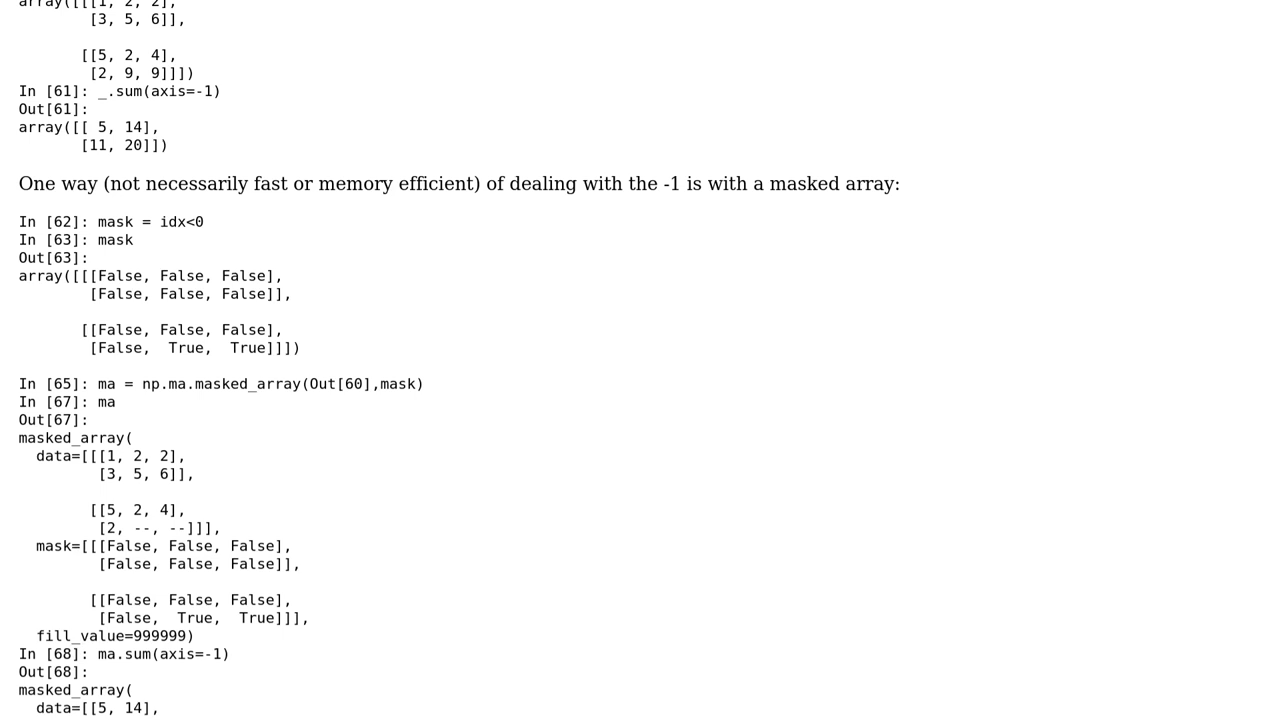 array([[[1, 2, 2],
        [3, 5, 6]],

       [[5, 2, 4],
        [2, 9, 9]]])
In [61]: _.sum(axis=-1)
Out[61]:
array([[ 5, 14],
       [11, 20]])
One way (not necessarily fast or memory efficient) of dealing with the -1 is with a masked array:
In [62]: mask = idx<0
In [63]: mask
Out[63]:
array([[[False, False, False],
        [False, False, False]],

       [[False, False, False],
        [False,  True,  True]]])

In [65]: ma = np.ma.masked_array(Out[60],mask)
In [67]: ma
Out[67]:
masked_array(
  data=[[[1, 2, 2],
         [3, 5, 6]],

        [[5, 2, 4],
         [2, --, --]]],
  mask=[[[False, False, False],
         [False, False, False]],

        [[False, False, False],
         [False,  True,  True]]],
  fill_value=999999)
In [68]: ma.sum(axis=-1)
Out[68]:
masked_array(
  data=[[5, 14],